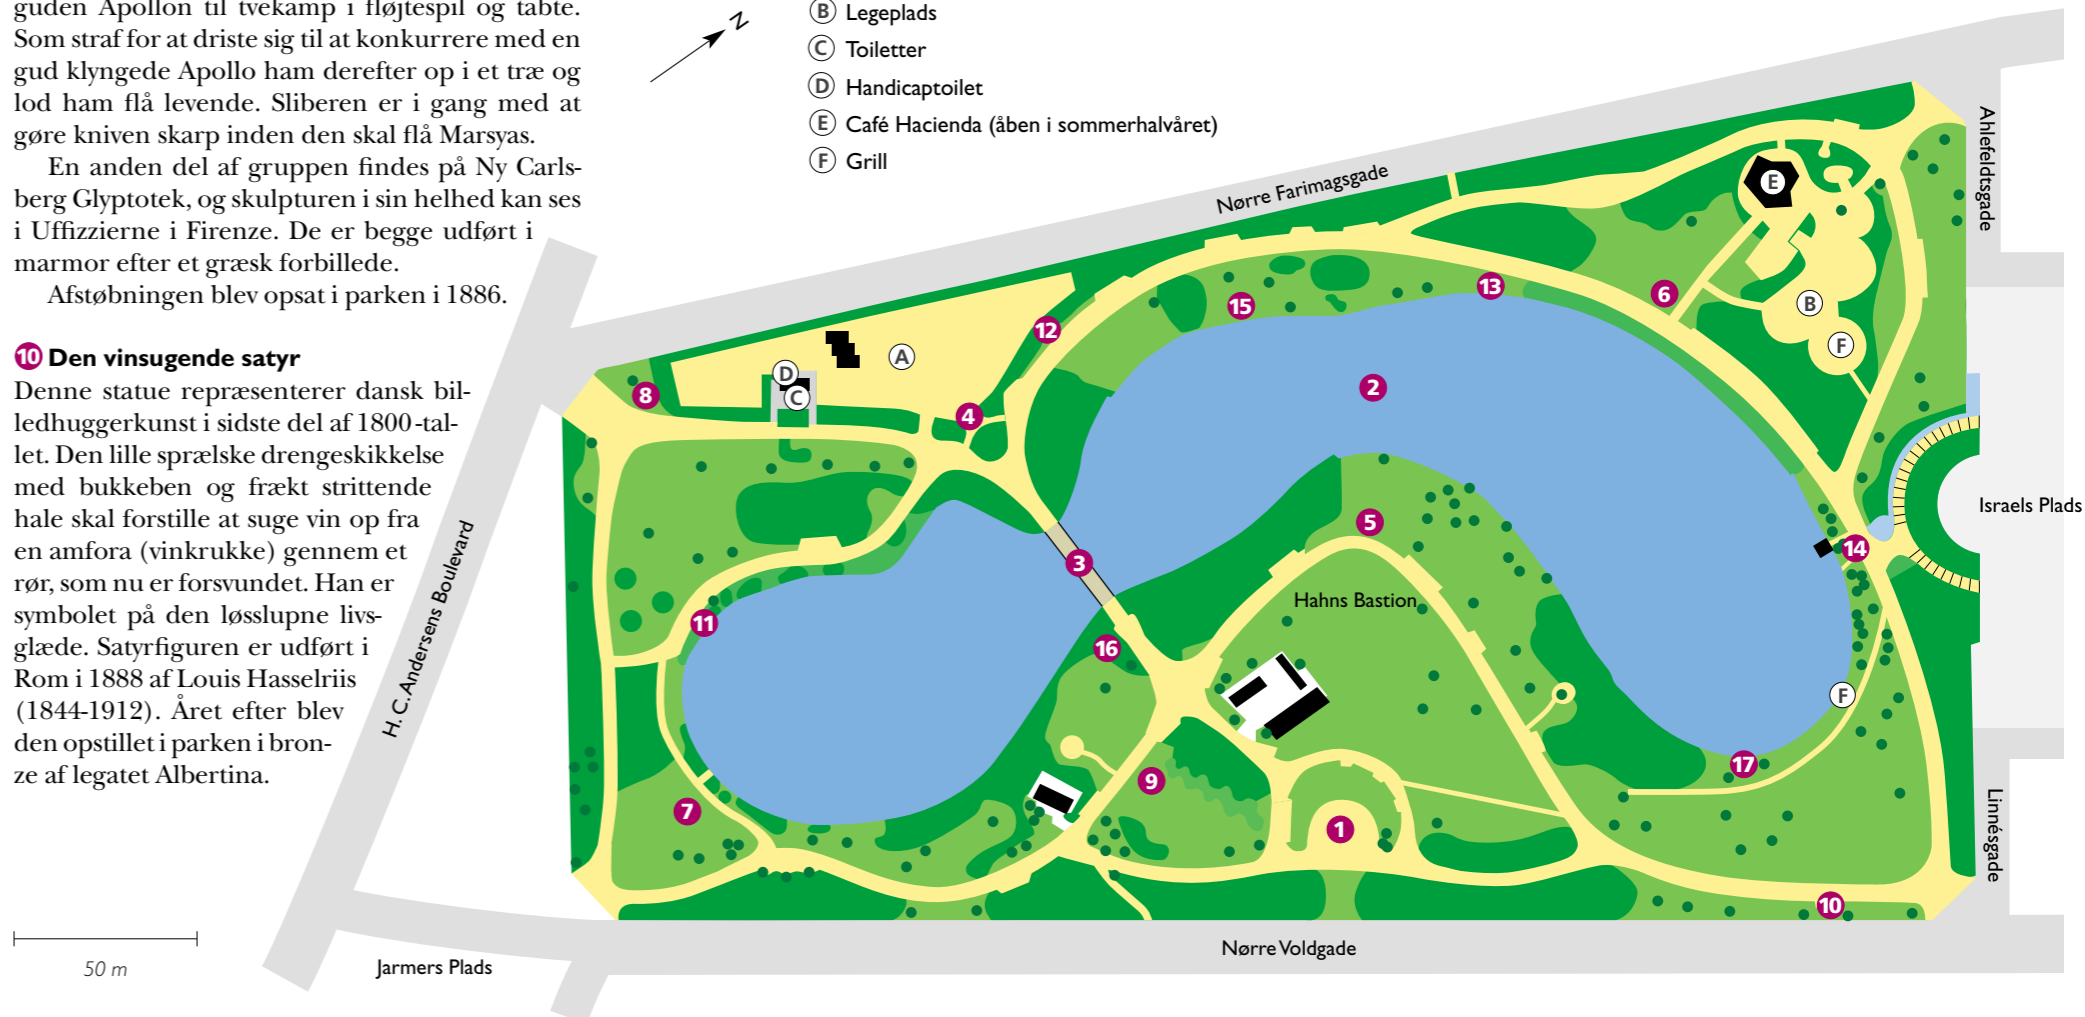 guden Apollon til tvekamp i fløjtespil og tabte.
Som straf for at driste sig til at konkurrere med en
gud klyngede Apollo ham derefter op i et træ og
lod ham flå levende. Sliberen er i gang med at
gøre kniven skarp inden den skal flå Marsyas.
En anden del af gruppen findes på Ny Carls-
berg Glyptotek, og skulpturen i sin helhed kan ses
i Uffizzierne i Firenze. De er begge udført i
marmor efter et græsk forbillede.
Afstøbningen blev opsat i parken i 1886.
10 Den vinsugende satyr
Denne statue repræsenterer dansk bil-
ledhuggerkunst i sidste del af 1800-tal-
let. Den lille sprælske drengeskikkelse
med bukkeben og frækt strittende
hale skal forstille at suge vin op fra
en amfora (vinkrukke) gennem et
rør, som nu er forsvundet. Han er
symbolet på den løsslupne livs-
glæde. Satyrfiguren er udført i
Rom i 1888 af Louis Hasselriis
(1844-1912). Året efter blev
den opstillet i parken i bron-
ze af legatet Albertina.
50 m
N
B Legeplads
C Toiletter
D Handicaptoilet
E Café Hacienda (åben i sommerhalvåret)
F Grill
Nørre Farimagsgade
Ahlefeldtsgade
E
B
6
13
15
12
F
A
D
C
8
4
2
Israels Plads
5
14
3
Hahns Bastion
H. C. Andersens Boulevard
11
16
F
17
9
7
1
Linnésgade
10
Nørre Voldgade
Jarmers Plads